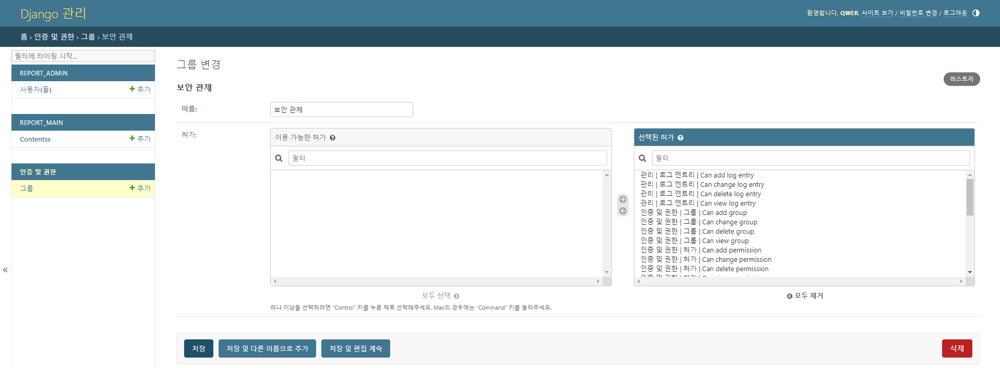 Django 관리
환영합니다, QWER. 사이트 보기 / 비밀번호 변경 / 로그아웃
홈 › 인증 및 권한 › 그룹 › 보안 관제
필터에 타이핑 시작...
REPORT_ADMIN
사용자(들)
추가
REPORT_MAIN
Contentss
추가
인증 및 권한
그룹
추가
«
그룹 변경
히스토리
보안 관제
이름:
보안 관제
허가:
이용 가능한 허가
필터
모두 선택
선택된 허가
필터
관리 | 로그 엔트리 | Can add log entry
관리 | 로그 엔트리 | Can change log entry
관리 | 로그 엔트리 | Can delete log entry
관리 | 로그 엔트리 | Can view log entry
인증 및 권한 | 그룹 | Can add group
인증 및 권한 | 그룹 | Can change group
인증 및 권한 | 그룹 | Can delete group
인증 및 권한 | 그룹 | Can view group
인증 및 권한 | 허가 | Can add permission
인증 및 권한 | 허가 | Can change permission
인증 및 권한 | 허가 | Can delete permission
모두 제거
하나 이상을 선택하려면 "Control" 키를 누른 채로 선택해주세요. Mac의 경우에는 "Command" 키를 눌러주세요.
저장
저장 및 다른 이름으로 추가
저장 및 편집 계속
삭제